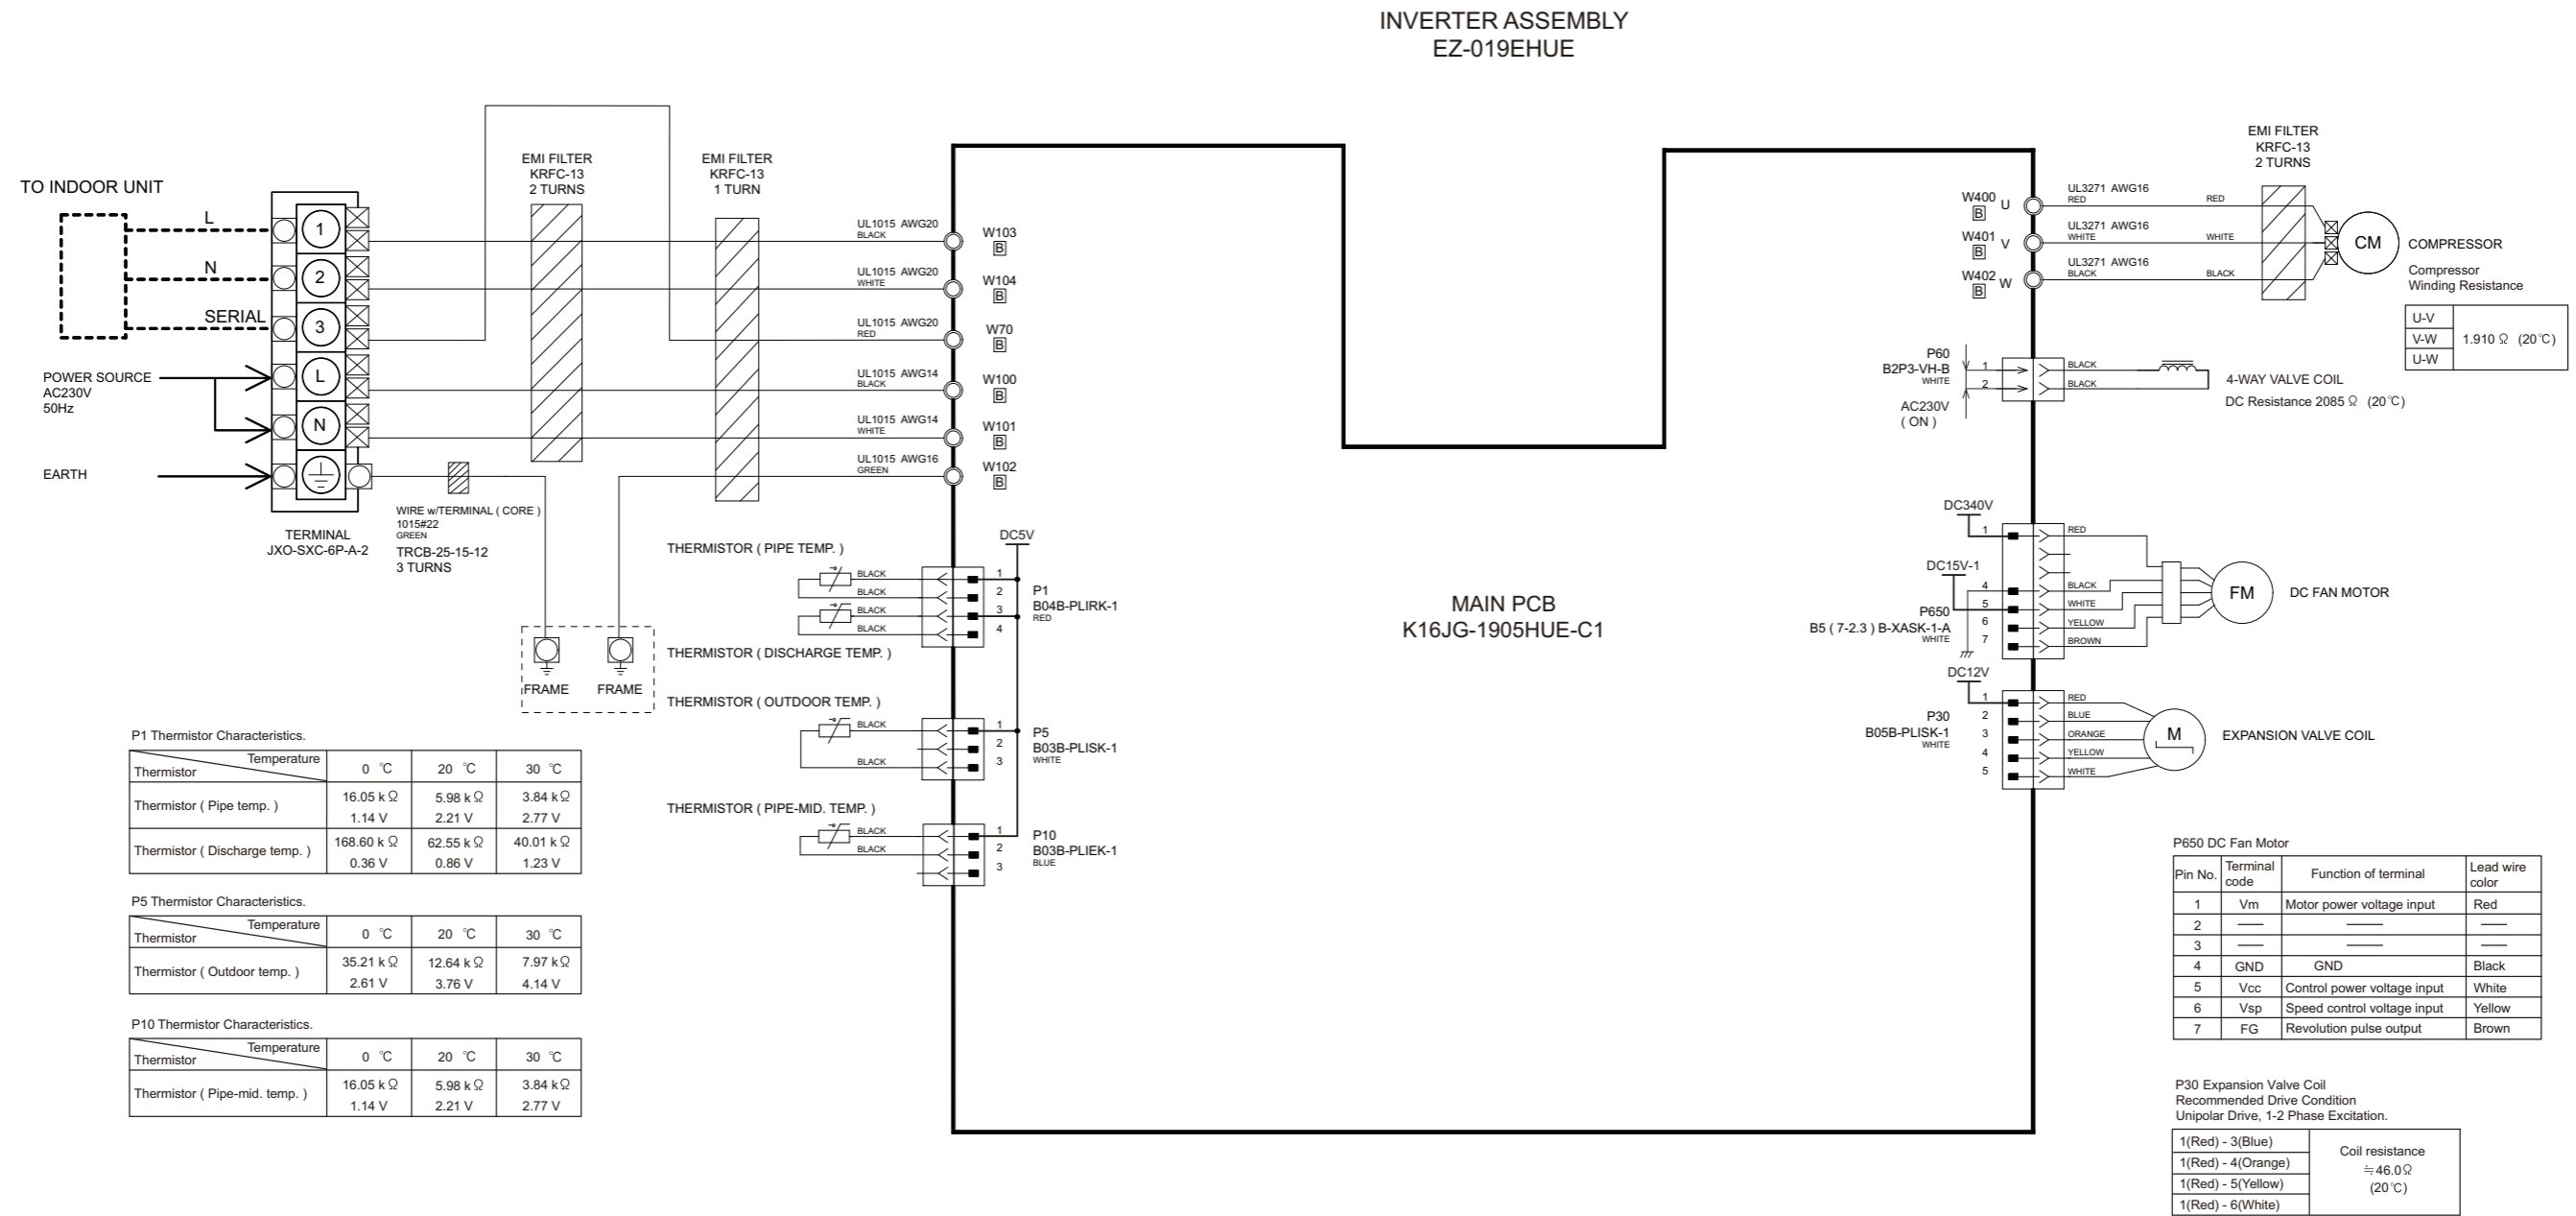 INVERTER ASSEMBLY
EZ-019EHUE
TO INDOOR UNIT
L
N
SERIAL
POWER SOURCE
AC230V
50Hz
EARTH
1
2
3
L
N
TERMINAL
JXO-SXC-6P-A-2
EMI FILTER
KRFC-13
2 TURNS
EMI FILTER
KRFC-13
1 TURN
WIRE w/TERMINAL ( CORE )
1015#22
GREEN
TRCB-25-15-12
3 TURNS
FRAME
FRAME
UL1015 AWG20
BLACK
W103
B
UL1015 AWG20
WHITE
W104
B
UL1015 AWG20
RED
W70
B
UL1015 AWG14
BLACK
W100
B
UL1015 AWG14
WHITE
W101
B
UL1015 AWG16
GREEN
W102
B
DC5V
THERMISTOR ( PIPE TEMP. )
BLACK
BLACK
BLACK
BLACK
1
2
3
4
P1
B04B-PLIRK-1
RED
THERMISTOR ( DISCHARGE TEMP. )
THERMISTOR ( OUTDOOR TEMP. )
BLACK
BLACK
1
2
3
P5
B03B-PLISK-1
WHITE
THERMISTOR ( PIPE-MID. TEMP. )
BLACK
BLACK
1
2
3
P10
B03B-PLIEK-1
BLUE
MAIN PCB
K16JG-1905HUE-C1
W400 U
B
W401 V
B
W402 W
B
UL3271 AWG16
RED RED
UL3271 AWG16
WHITE WHITE
UL3271 AWG16
BLACK BLACK
EMI FILTER
KRFC-13
2 TURNS
CM
COMPRESSOR
Compressor
Winding Resistance
U-V
V-W 1.910 Ω (20℃)
U-W
P60
B2P3-VH-B
WHITE
1
2
AC230V
( ON )
BLACK
BLACK
4-WAY VALVE COIL
DC Resistance 2085 Ω (20℃)
DC340V
1
DC15V-1
4
5
6
7
P650
B5 ( 7-2.3 ) B-XASK-1-A
WHITE
RED
BLACK
WHITE
YELLOW
BROWN
FM
DC FAN MOTOR
DC12V
1
2
3
4
5
P30
B05B-PLISK-1
WHITE
RED
BLUE
ORANGE
YELLOW
WHITE
M
EXPANSION VALVE COIL
P1 Thermistor Characteristics.
Temperature
Thermistor 0 ℃ 20 ℃ 30 ℃
Thermistor ( Pipe temp. ) 16.05 k Ω 5.98 k Ω 3.84 k Ω
1.14 V 2.21 V 2.77 V
Thermistor ( Discharge temp. ) 168.60 k Ω 62.55 k Ω 40.01 k Ω
0.36 V 0.86 V 1.23 V
P5 Thermistor Characteristics.
Temperature
Thermistor 0 ℃ 20 ℃ 30 ℃
Thermistor ( Outdoor temp. ) 35.21 k Ω 12.64 k Ω 7.97 k Ω
2.61 V 3.76 V 4.14 V
P10 Thermistor Characteristics.
Temperature
Thermistor 0 ℃ 20 ℃ 30 ℃
Thermistor ( Pipe-mid. temp. ) 16.05 k Ω 5.98 k Ω 3.84 k Ω
1.14 V 2.21 V 2.77 V
P650 DC Fan Motor
Pin No. Terminal code Function of terminal Lead wire color
1 Vm Motor power voltage input Red
2 — — —
3 — — —
4 GND GND Black
5 Vcc Control power voltage input White
6 Vsp Speed control voltage input Yellow
7 FG Revolution pulse output Brown
P30 Expansion Valve Coil
Recommended Drive Condition
Unipolar Drive, 1-2 Phase Excitation.
1(Red) - 3(Blue)
1(Red) - 4(Orange)
1(Red) - 5(Yellow)
1(Red) - 6(White)
Coil resistance
≒46.0Ω
(20℃)